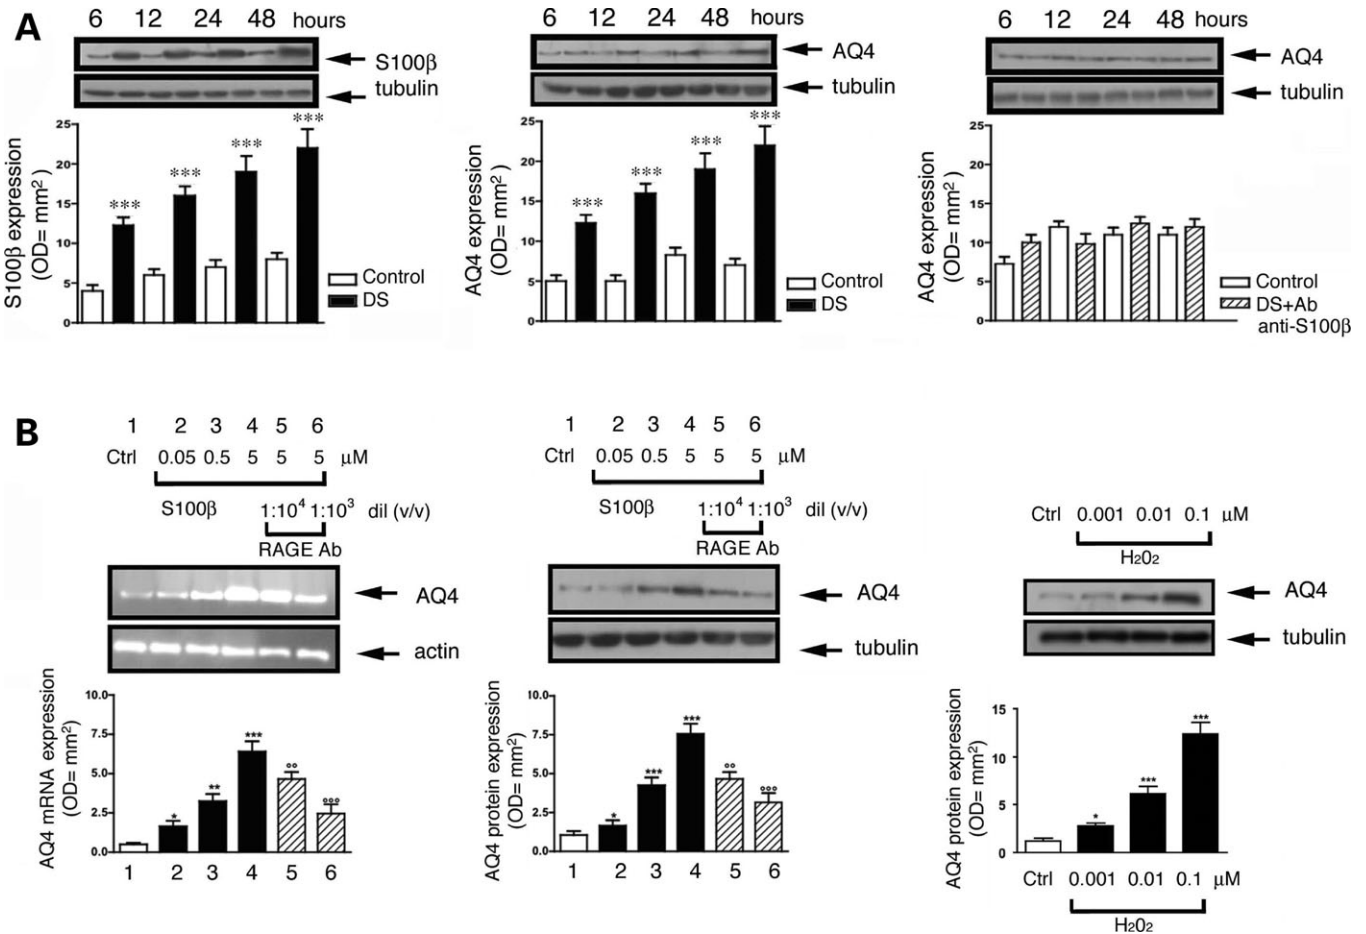 A
6 12 24 48 hours
S100β
tubulin
S100β expression
(OD= mm2 )
25
20
15
10
5
0
*** *** *** ***
Control
DS
6 12 24 48 hours
AQ4
tubulin
AQ4 expression
(OD= mm2 )
25
20
15
10
5
0
*** *** *** ***
Control
DS
6 12 24 48 hours
AQ4
tubulin
AQ4 expression
(OD= mm2 )
25
20
15
10
5
0
Control
DS+Ab
anti-S100β
B
1 2 3 4 5 6
Ctrl 0.05 0.5 5 5 5 μM
S100β 1:104 1:103 dil (v/v)
RAGE Ab
AQ4
actin
AQ4 mRNA expression
(OD= mm2)
10.0
7.5
5.0
2.5
0.0
* ** *** °° °°°
1 2 3 4 5 6
1 2 3 4 5 6
Ctrl 0.05 0.5 5 5 5 μM
S100β 1:104 1:103 dil (v/v)
RAGE Ab
AQ4
tubulin
AQ4 protein expression
(OD= mm2)
10.0
7.5
5.0
2.5
0.0
* *** *** °° °°°
1 2 3 4 5 6
Ctrl 0.001 0.01 0.1 μM
H2O2
AQ4
tubulin
AQ4 protein expression
(OD= mm2)
15
10
5
0
* *** ***
Ctrl 0.001 0.01 0.1 μM
H2O2